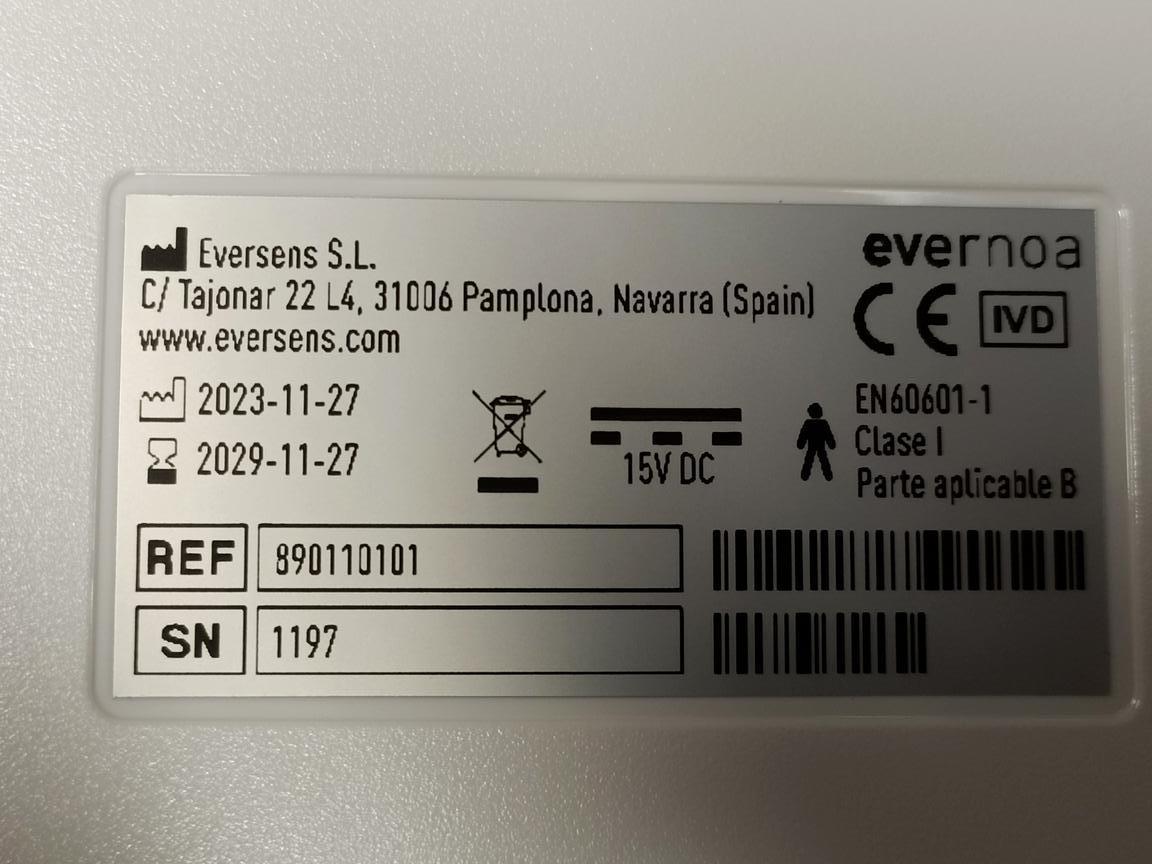 Eversens S.L.
C/ Tajonar 22 L4, 31006 Pamplona, Navarra (Spain)
www.eversens.com
evernoa
CE IVD
2023-11-27
2029-11-27
15V DC
EN60601-1
Clase I
Parte aplicable B
REF 890110101
SN 1197